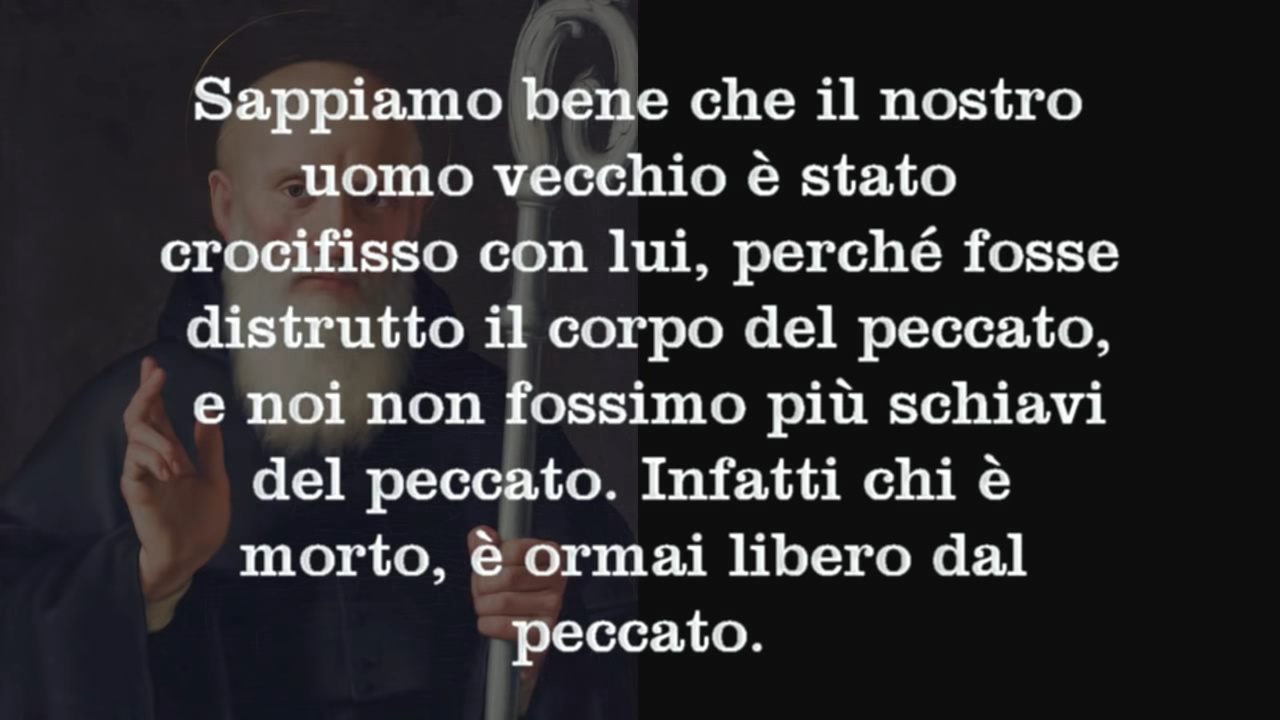 Sappiamo bene che il nostro
uomo vecchio è stato
crocifisso con lui, perché fosse
distrutto il corpo del peccato,
e noi non fossimo più schiavi
del peccato. Infatti chi è
morto, è ormai libero dal
peccato.